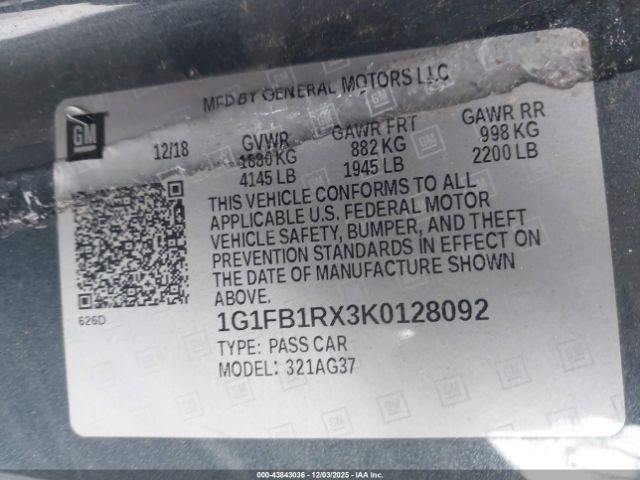 MFD BY GENERAL MOTORS LLC
GM
12/18
GVWR GAWR FRT GAWR RR
1880 KG 882 KG 998 KG
4145 LB 1945 LB 2200 LB
THIS VEHICLE CONFORMS TO ALL
APPLICABLE U.S. FEDERAL MOTOR
VEHICLE SAFETY, BUMPER, AND THEFT
PREVENTION STANDARDS IN EFFECT ON
THE DATE OF MANUFACTURE SHOWN
ABOVE.
626D
1G1FB1RX3K0128092
TYPE: PASS CAR
MODEL: 321AG37
000-43843036 - 12/03/2025 - IAAI